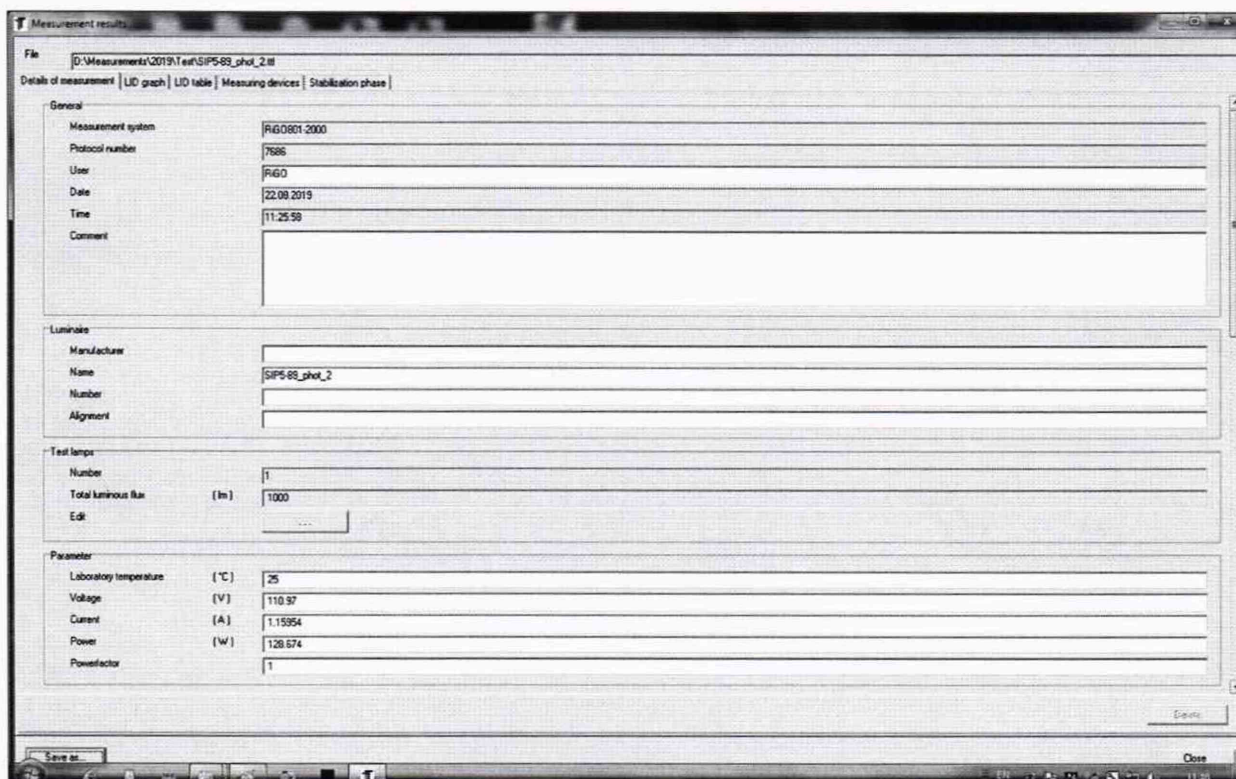 Measurement results
File D:\Measurements\2019\Test\SIP5-89_phot_2.ttl
Details of measurement LID graph LID table Measuring devices Stabilization phase
General
Measurement system RiGO801-2000
Protocol number 7686
User RiGO
Date 22.08.2019
Time 11:25:58
Comment
Luminaire
Manufacturer
Name SIP5-89_phot_2
Number
Alignment
Test lamps
Number 1
Total luminous flux (lm) 1000
Edit ...
Parameter
Laboratory temperature (°C) 25
Voltage (V) 110.97
Current (A) 1.15954
Power (W) 128.674
Powerfactor 1
Save as... Close